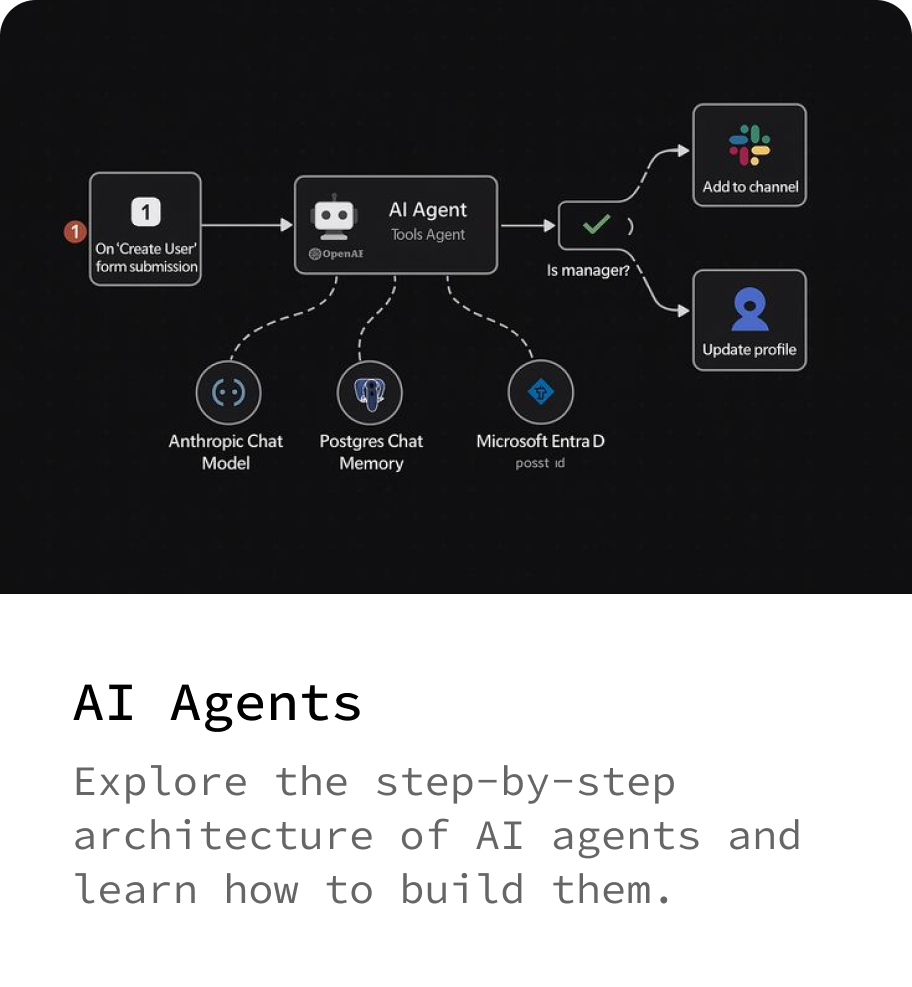 1
1
On 'Create User'
form submission
AI Agent
Tools Agent
OpenAI
Is manager?
Add to channel
Update profile
Anthropic Chat
Model
Postgres Chat
Memory
Microsoft Entra D
posst ıd
AI Agents
Explore the step-by-step
architecture of AI agents and
learn how to build them.